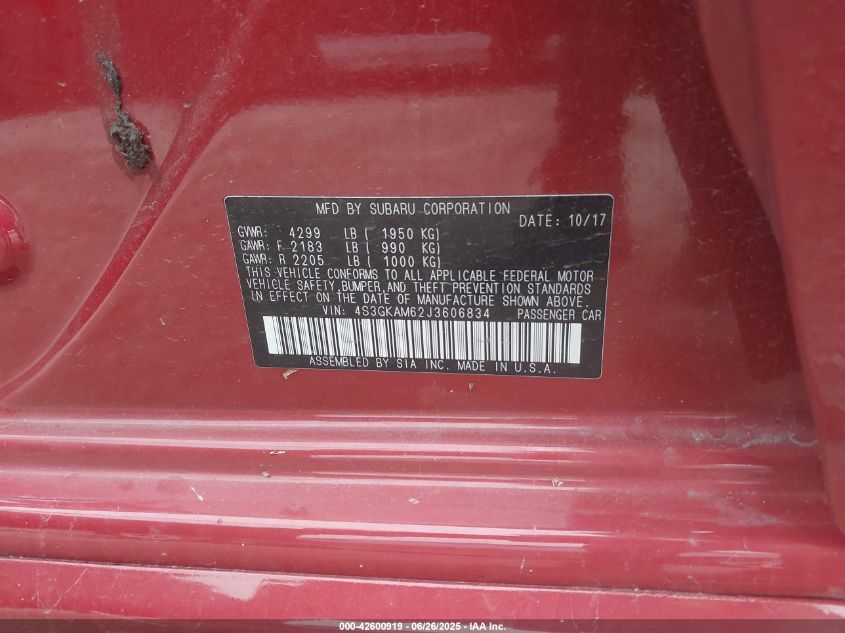 MFD BY SUBARU CORPORATION
DATE: 10/17
GVWR: 4299 LB ( 1950 KG)
GAWR: F 2183 LB ( 990 KG)
GAWR: R 2205 LB ( 1000 KG)
THIS VEHICLE CONFORMS TO ALL APPLICABLE FEDERAL MOTOR
VEHICLE SAFETY, BUMPER, AND THEFT PREVENTION STANDARDS
IN EFFECT ON THE DATE OF MANUFACTURE SHOWN ABOVE.
VIN: 4S3GKAM62J3606834 PASSENGER CAR
ASSEMBLED BY SIA INC. MADE IN U.S.A.
000-42600919 | 06/26/2025 - © IAA Inc.